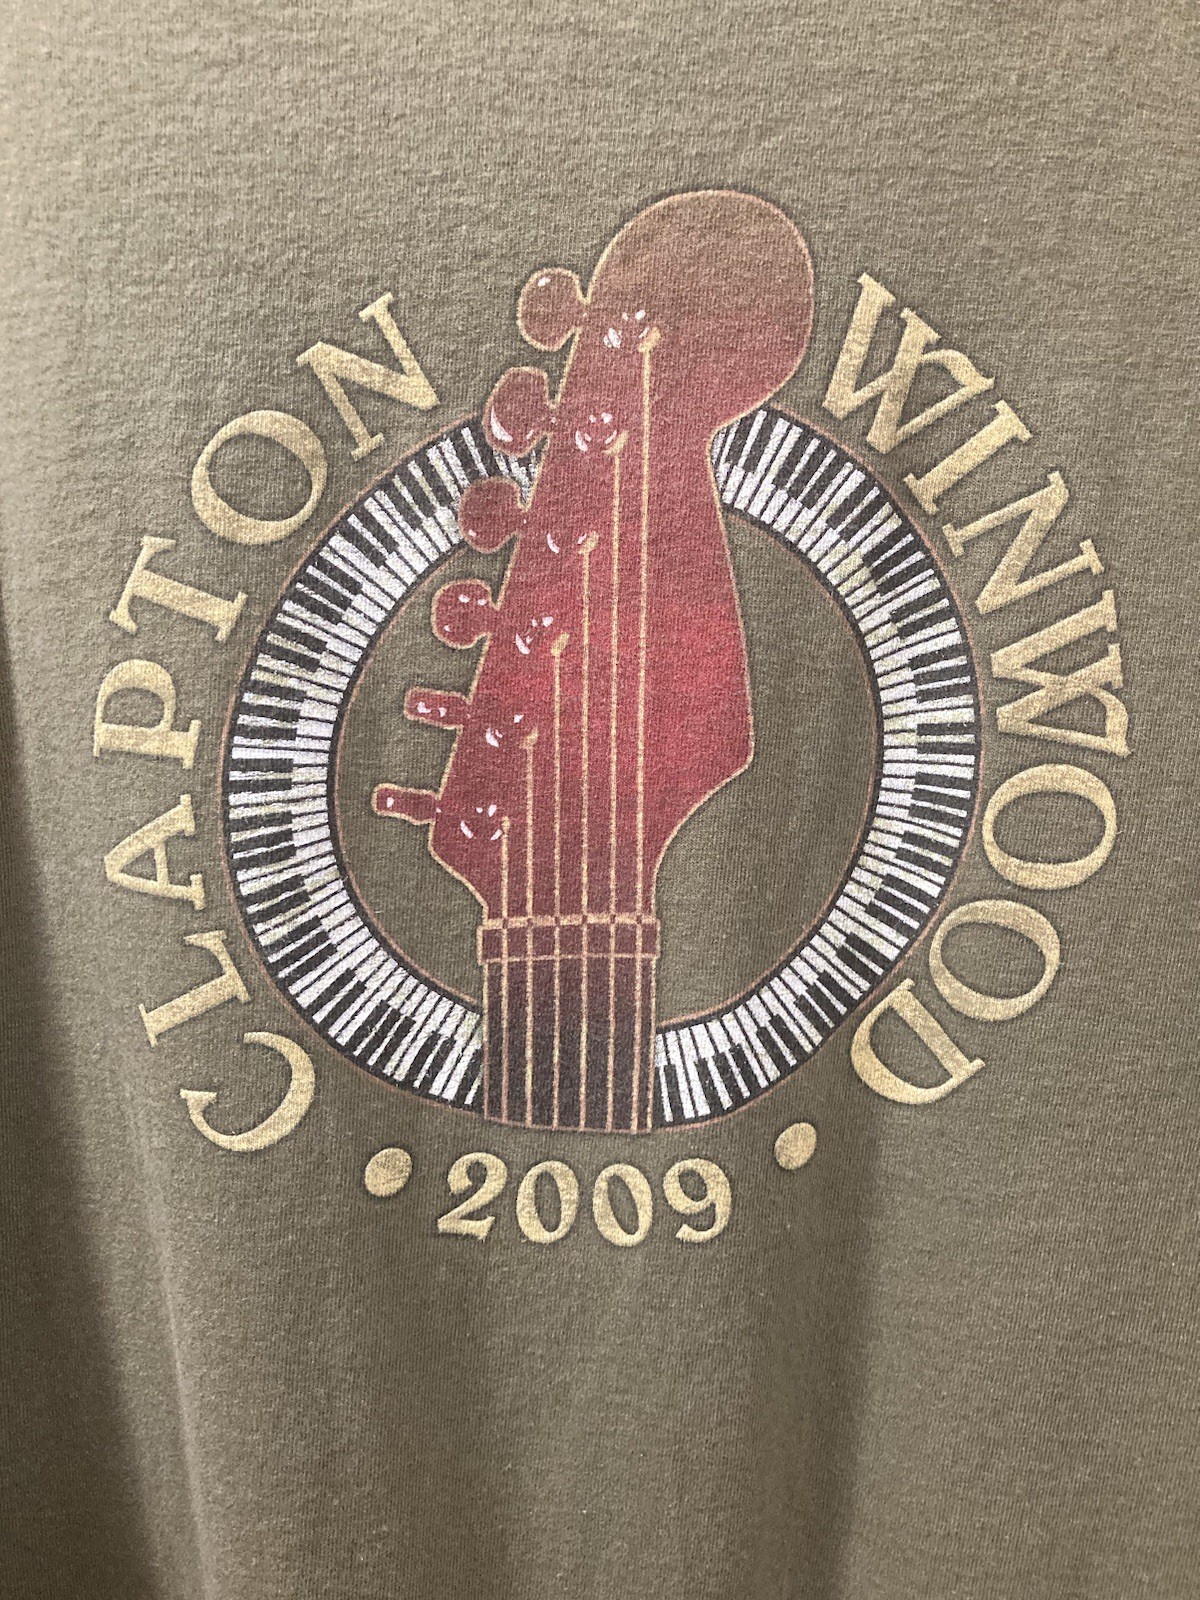 CLAPTON
WINWOOD
• 2009 •